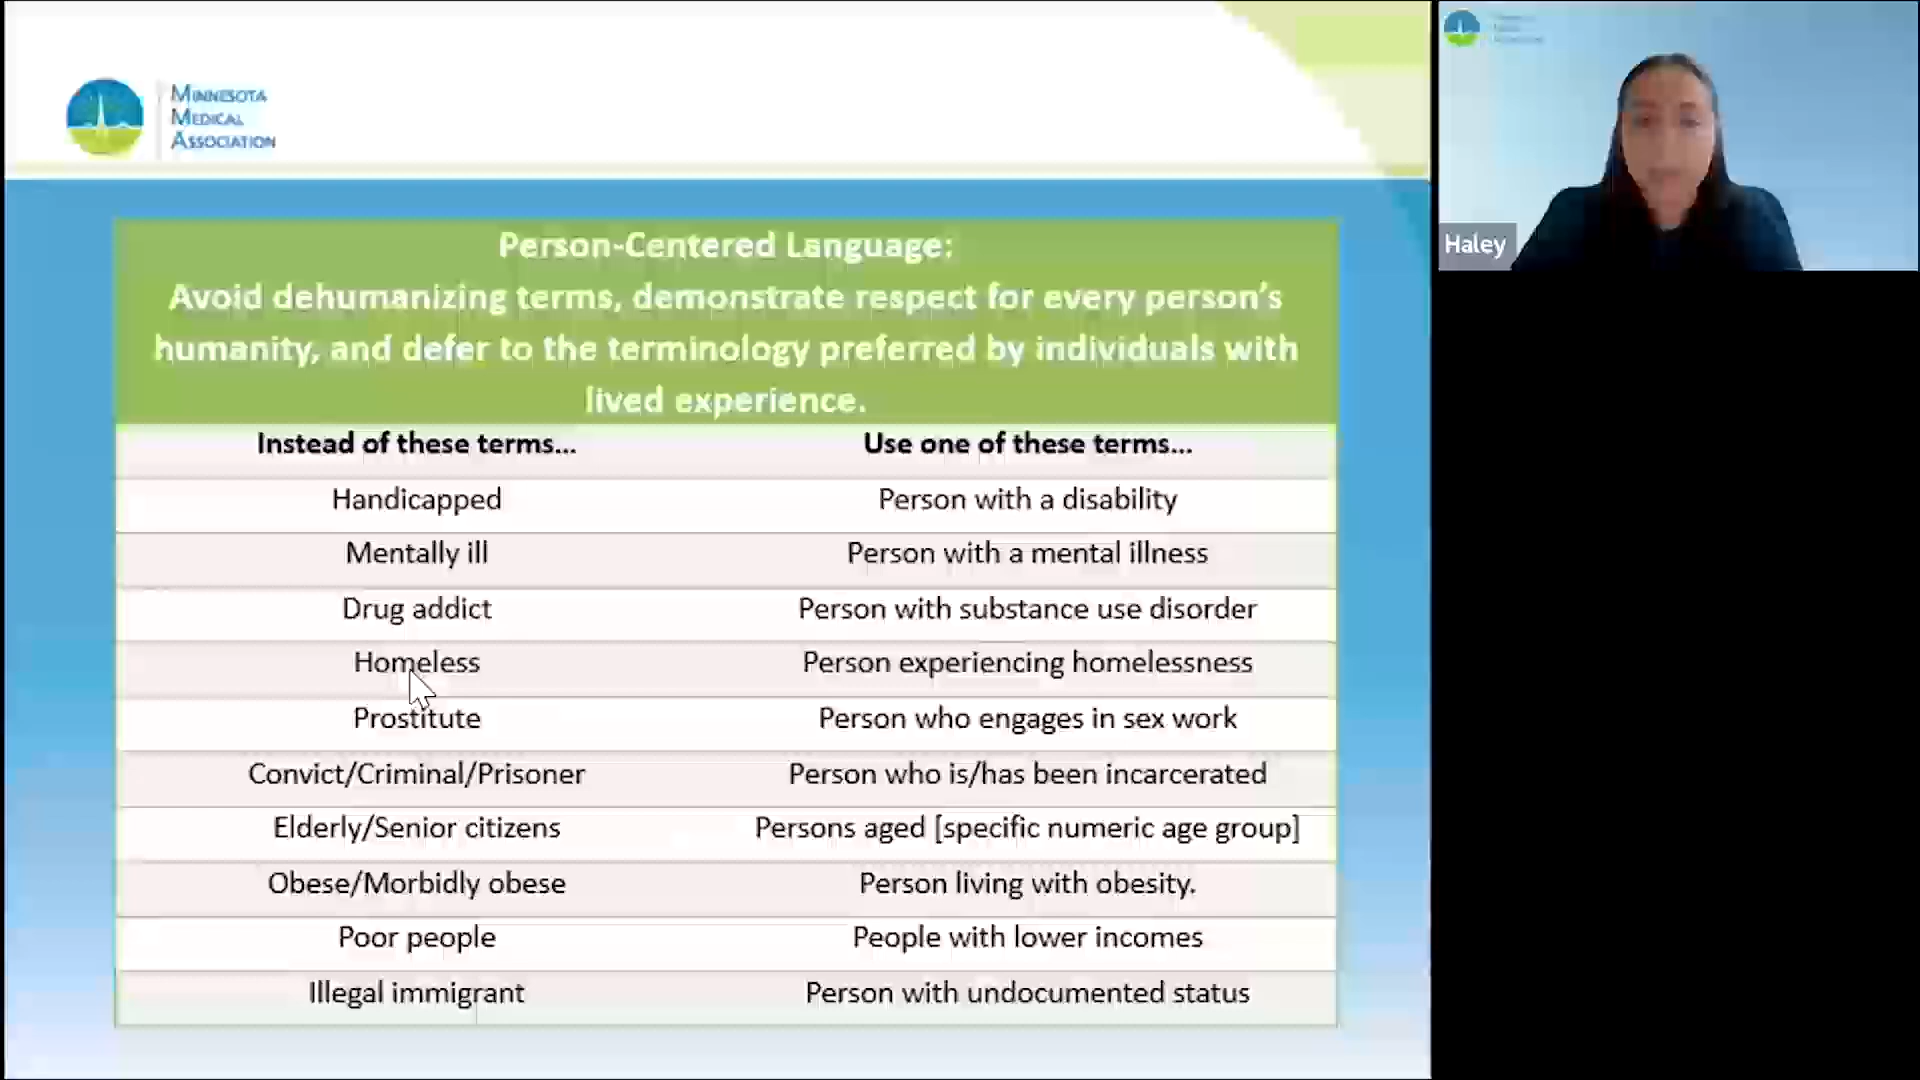 MINNESOTA
MEDICAL
ASSOCIATION
Person-Centered Language:
Avoid dehumanizing terms, demonstrate respect for every person's
humanity, and defer to the terminology preferred by individuals with
lived experience.
Instead of these terms... Use one of these terms...
Handicapped Person with a disability
Mentally ill Person with a mental illness
Drug addict Person with substance use disorder
Homeless Person experiencing homelessness
Prostitute Person who engages in sex work
Convict/Criminal/Prisoner Person who is/has been incarcerated
Elderly/Senior citizens Persons aged [specific numeric age group]
Obese/Morbidly obese Person living with obesity.
Poor people People with lower incomes
Illegal immigrant Person with undocumented status
Haley